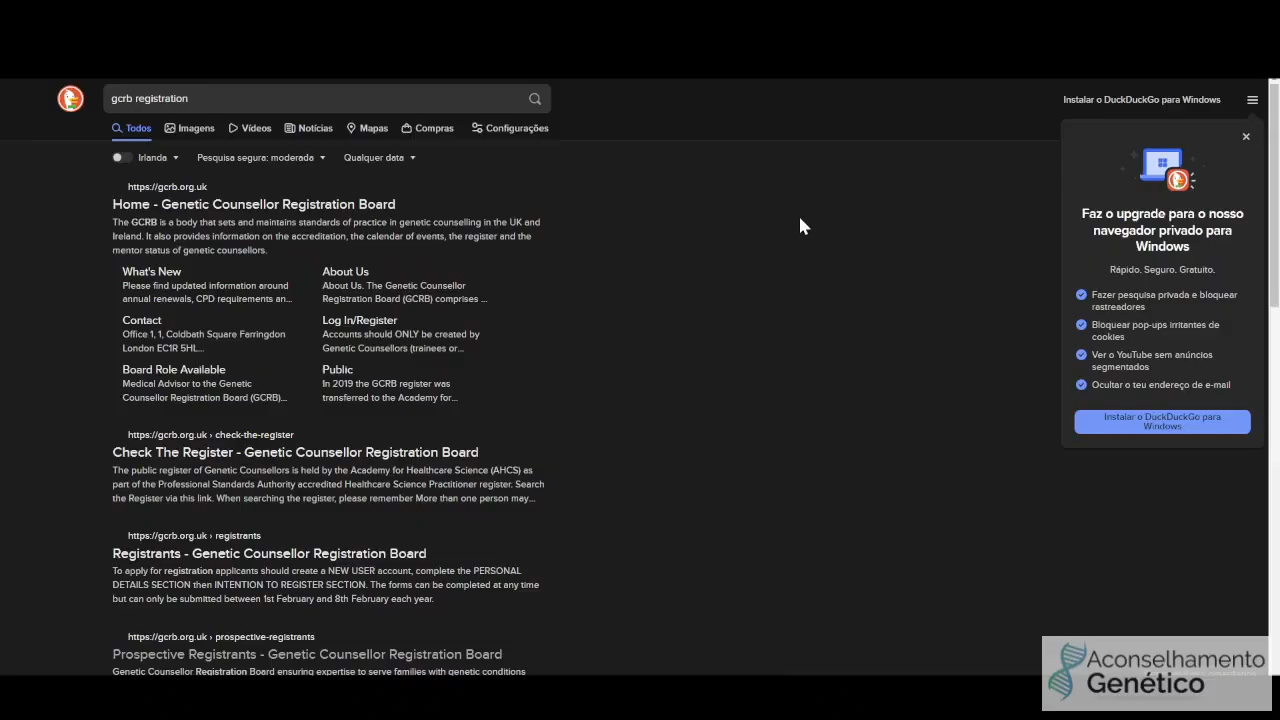 gcrb registration
Instalar o DuckDuckGo para Windows
Todos
Imagens
Vídeos
Notícias
Mapas
Compras
Configurações
Irlanda
Pesquisa segura: moderada
Qualquer data
https://gcrb.org.uk
Home - Genetic Counsellor Registration Board
The GCRB is a body that sets and maintains standards of practice in genetic counselling in the UK and
Ireland. It also provides information on the accreditation, the calendar of events, the register and the
mentor status of genetic counsellors.
What's New
Please find updated information around
annual renewals, CPD requirements an...
About Us
About Us. The Genetic Counsellor
Registration Board (GCRB) comprises ...
Contact
Office 1, 1, Coldbath Square Farringdon
London EC1R 5HL...
Log In/Register
Accounts should ONLY be created by
Genetic Counsellors (trainees or...
Board Role Available
Medical Advisor to the Genetic
Counsellor Registration Board (GCRB)...
Public
In 2019 the GCRB register was
transferred to the Academy for...
https://gcrb.org.uk › check-the-register
Check The Register - Genetic Counsellor Registration Board
The public register of Genetic Counsellors is held by the Academy for Healthcare Science (AHCS) as
part of the Professional Standards Authority accredited Healthcare Science Practitioner register. Search
the Register via this link. When searching the register, please remember More than one person may...
https://gcrb.org.uk › registrants
Registrants - Genetic Counsellor Registration Board
To apply for registration applicants should create a NEW USER account, complete the PERSONAL
DETAILS SECTION then INTENTION TO REGISTER SECTION. The forms can be completed at any time
but can only be submitted between 1st February and 8th February each year.
https://gcrb.org.uk › prospective-registrants
Prospective Registrants - Genetic Counsellor Registration Board
Genetic Counsellor Registration Board ensuring expertise to serve families with genetic conditions
Faz o upgrade para o nosso
navegador privado para
Windows
Rápido. Seguro. Gratuito.
Fazer pesquisa privada e bloquear
rastreadores
Bloquear pop-ups irritantes de
cookies
Ver o YouTube sem anúncios
segmentados
Ocultar o teu endereço de e-mail
Instalar o DuckDuckGo para
Windows
Aconselhamento
Genético